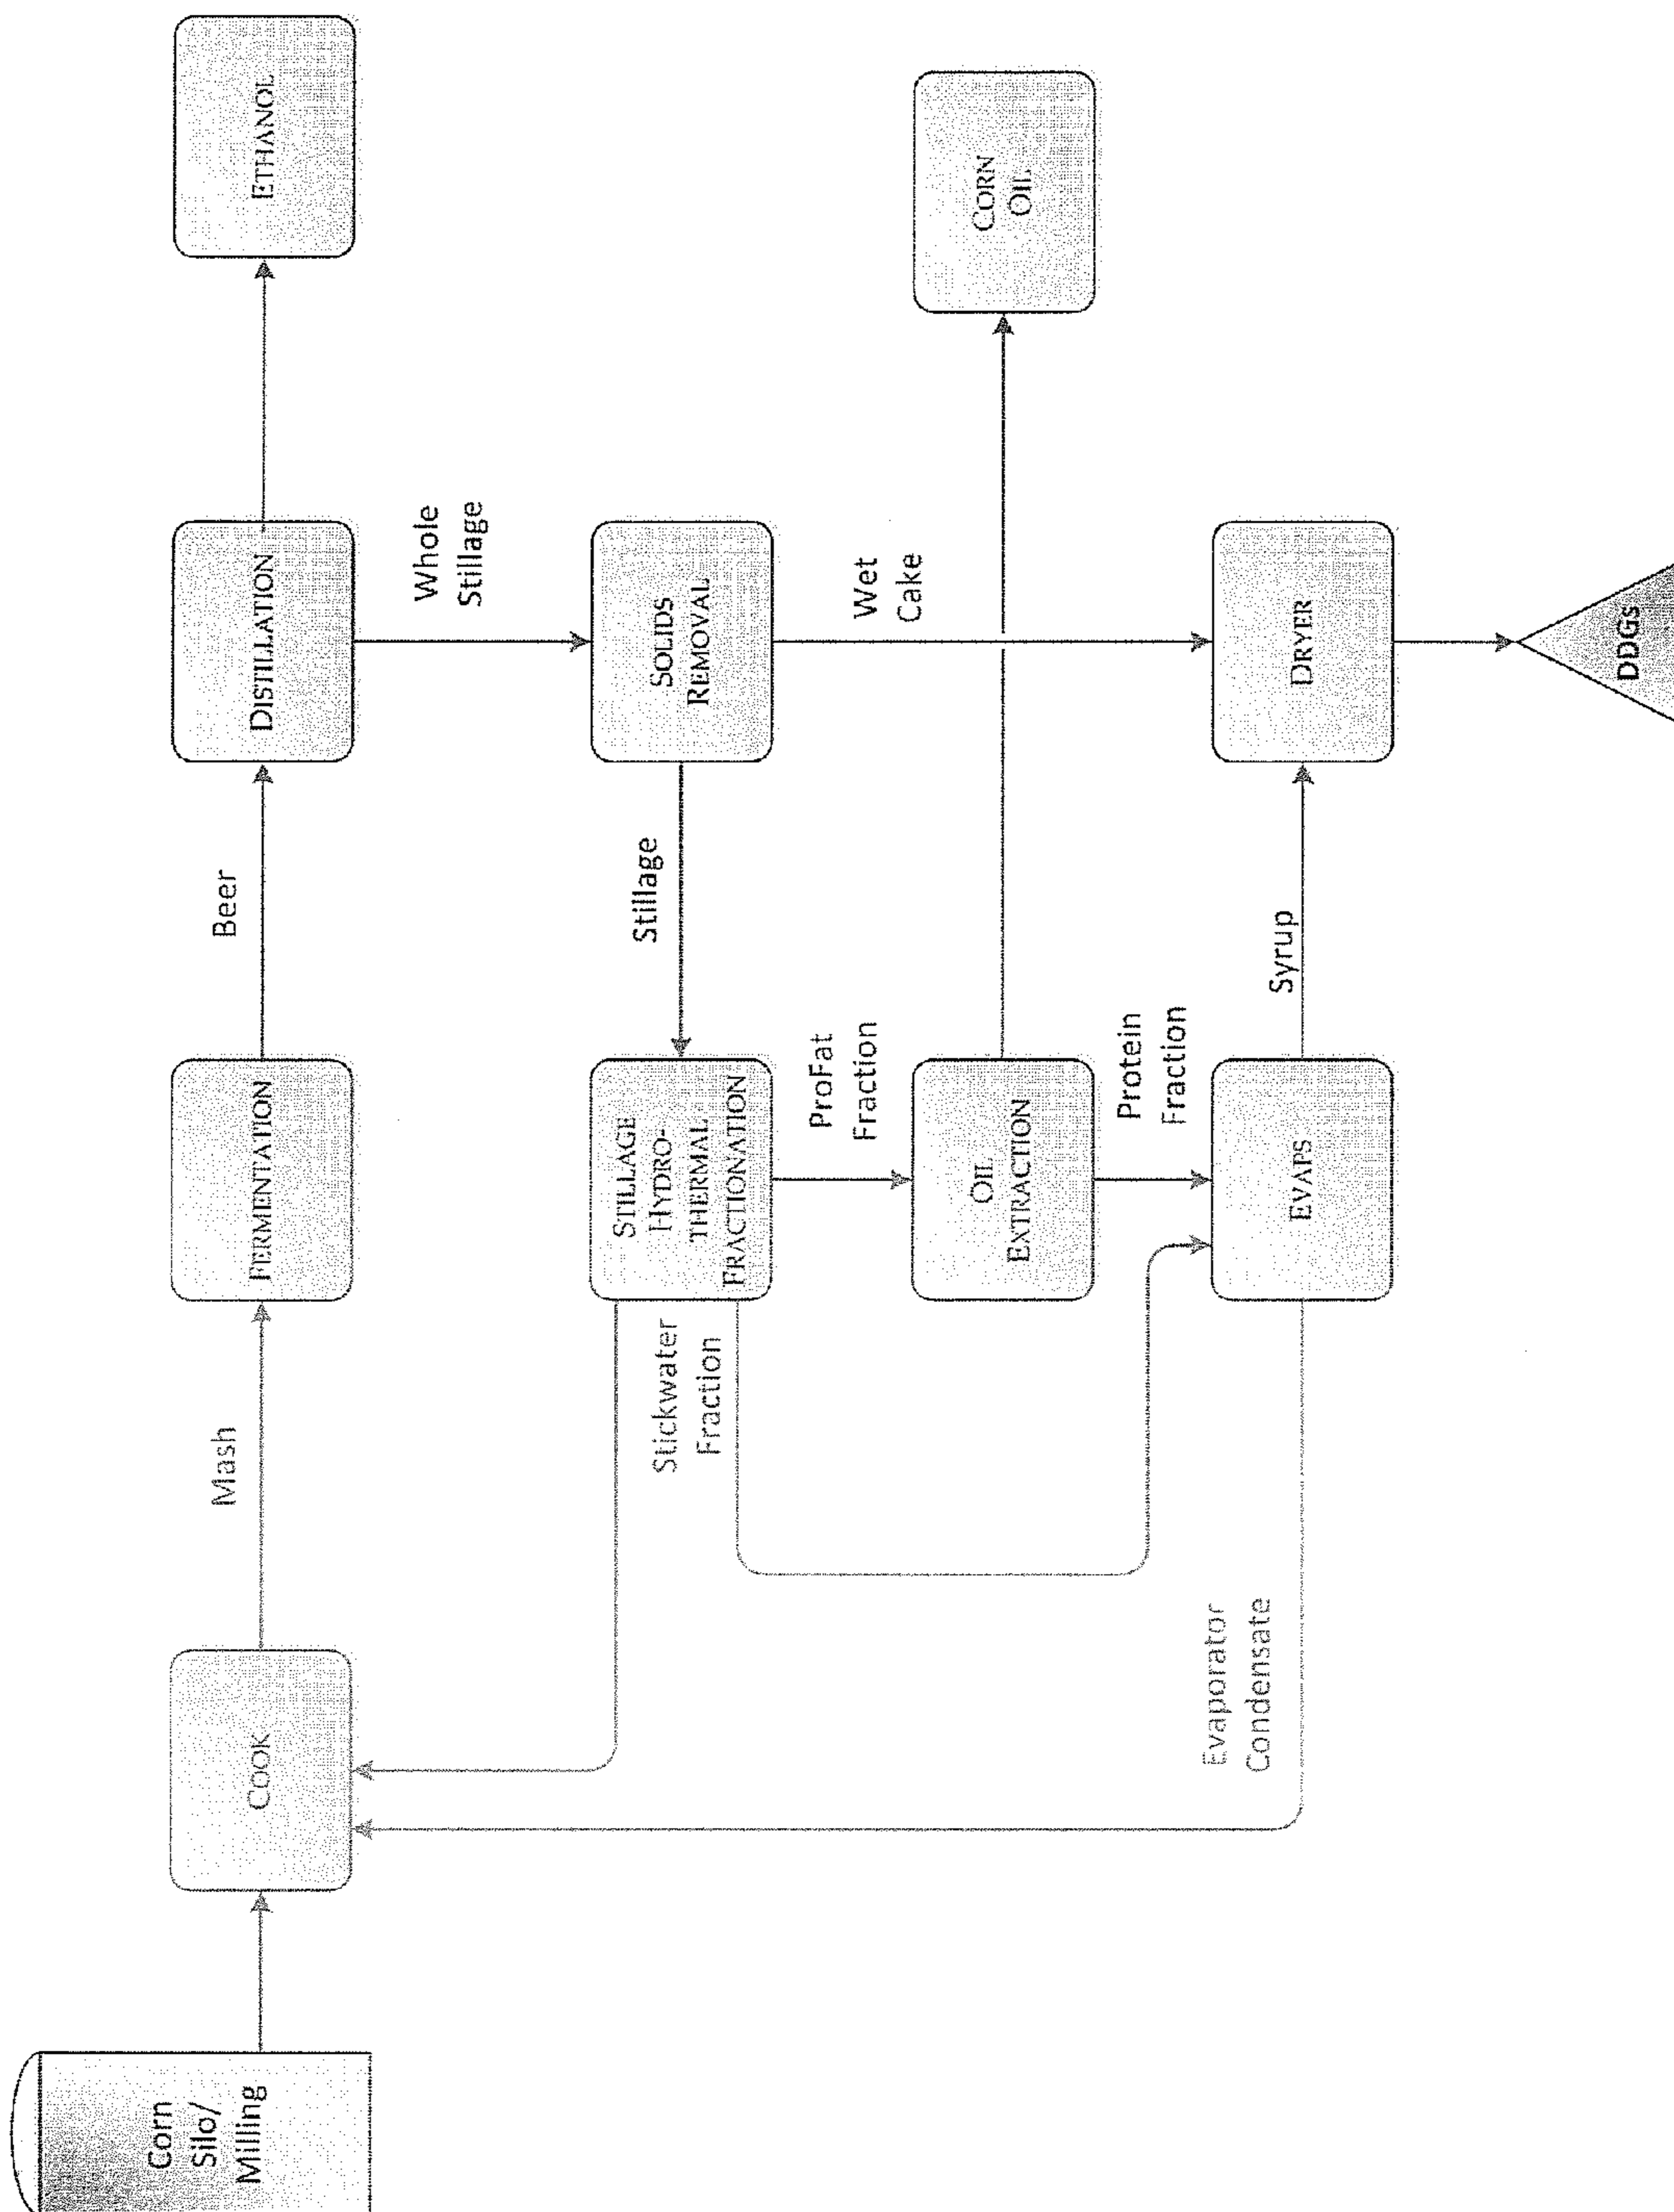 Corn
Silo/
Milling
COOK
Mash
FERMENTATION
Beer
DISTILLATION
ETHANOL
Whole
Stillage
SOLIDS
REMOVAL
Stillage
STILLAGE
HYDRO-
THERMAL
FRACTIONATION
Stickwater
Fraction
ProFat
Fraction
Wet
Cake
OIL
EXTRACTION
CORN
OIL
Protein
Fraction
Evaporator
Condensate
EVAPS
Syrup
DRYER
DDGs